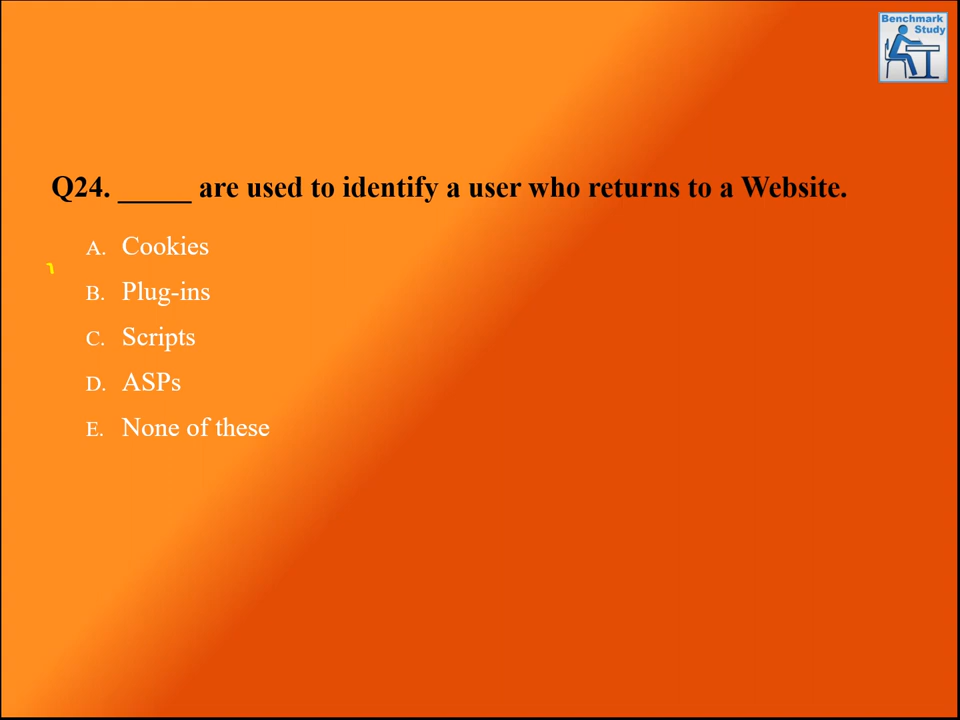 Benchmark
Study
Q24. _____ are used to identify a user who returns to a Website.
A. Cookies
B. Plug-ins
C. Scripts
D. ASPs
E. None of these